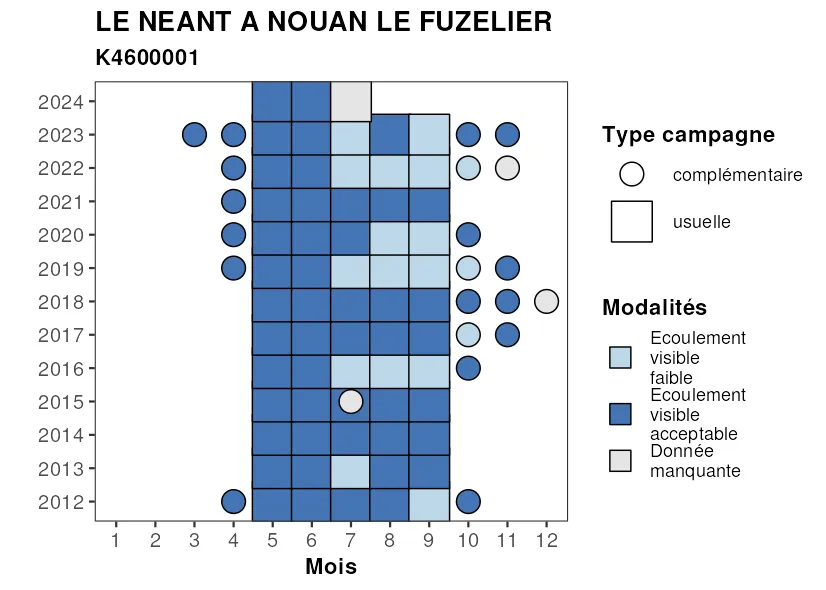 LE NEANT A NOUAN LE FUZELIER
K4600001
2024
2023
2022
2021
2020
2019
2018
2017
2016
2015
2014
2013
2012
1 2 3 4 5 6 7 8 9 10 11 12
Mois
Type campagne
complémentaire
usuelle
Modalités
Ecoulement
visible
faible
Ecoulement
visible
acceptable
Donnée
manquante